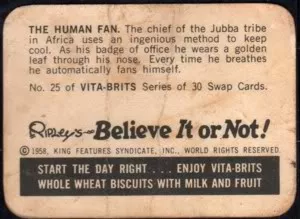 THE HUMAN FAN. The chief of the Jubba tribe
in Africa uses an ingenious method to keep
cool. As his badge of office he wears a golden
leaf through his nose. Every time he breathes
he automatically fans himself.
No. 25 of VITA-BRITS Series of 30 Swap Cards.
RIPLEY'S Believe It or Not!
©1958, KING FEATURES SYNDICATE, INC., WORLD RIGHTS RESERVED.
START THE DAY RIGHT . . . ENJOY VITA-BRITS
WHOLE WHEAT BISCUITS WITH MILK AND FRUIT